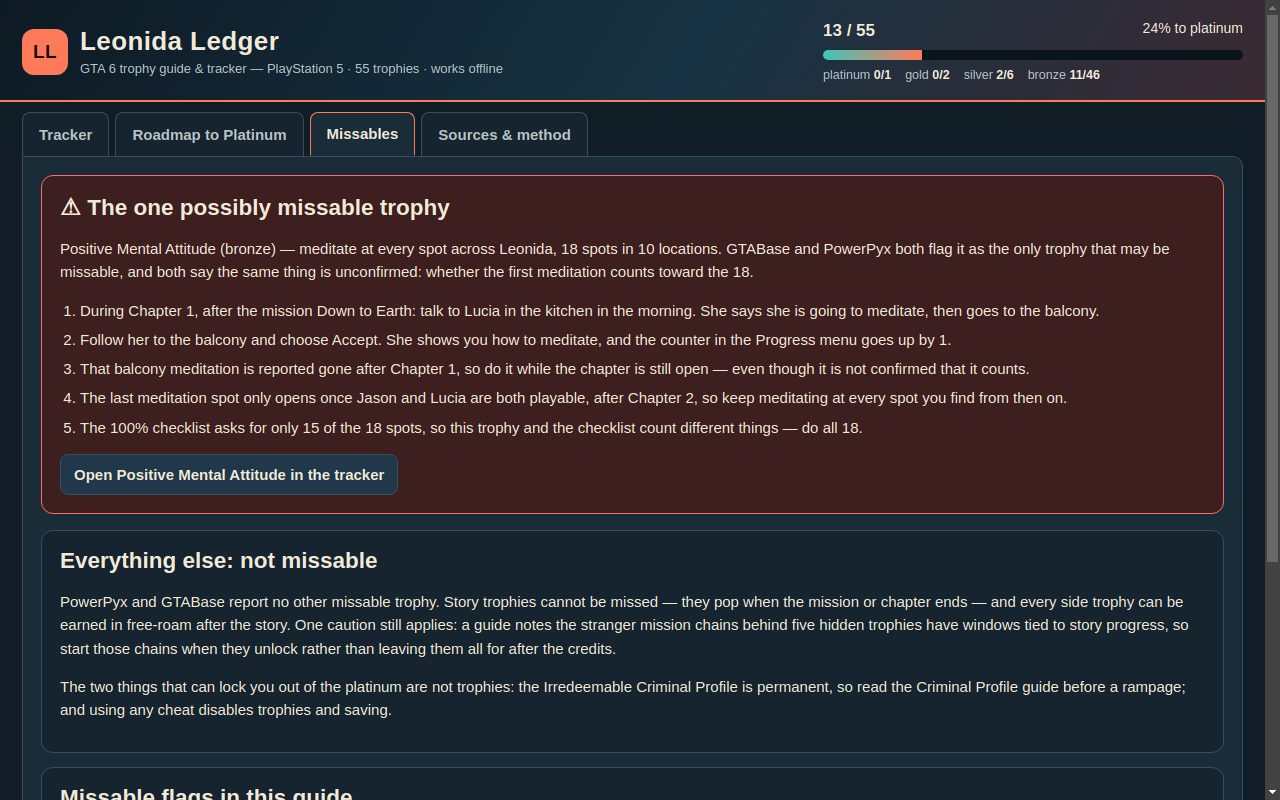 LL
Leonida Ledger
GTA 6 trophy guide & tracker — PlayStation 5 · 55 trophies · works offline
13 / 55
24% to platinum
platinum 0/1 gold 0/2 silver 2/6 bronze 11/46
Tracker
Roadmap to Platinum
Missables
Sources & method
⚠ The one possibly missable trophy
Positive Mental Attitude (bronze) — meditate at every spot across Leonida, 18 spots in 10 locations. GTABase and PowerPyx both flag it as the only trophy that may be
missable, and both say the same thing is unconfirmed: whether the first meditation counts toward the 18.
1. During Chapter 1, after the mission Down to Earth: talk to Lucia in the kitchen in the morning. She says she is going to meditate, then goes to the balcony.
2. Follow her to the balcony and choose Accept. She shows you how to meditate, and the counter in the Progress menu goes up by 1.
3. That balcony meditation is reported gone after Chapter 1, so do it while the chapter is still open — even though it is not confirmed that it counts.
4. The last meditation spot only opens once Jason and Lucia are both playable, after Chapter 2, so keep meditating at every spot you find from then on.
5. The 100% checklist asks for only 15 of the 18 spots, so this trophy and the checklist count different things — do all 18.
Open Positive Mental Attitude in the tracker
Everything else: not missable
PowerPyx and GTABase report no other missable trophy. Story trophies cannot be missed — they pop when the mission or chapter ends — and every side trophy can be
earned in free-roam after the story. One caution still applies: a guide notes the stranger mission chains behind five hidden trophies have windows tied to story progress, so
start those chains when they unlock rather than leaving them all for after the credits.
The two things that can lock you out of the platinum are not trophies: the Irredeemable Criminal Profile is permanent, so read the Criminal Profile guide before a rampage;
and using any cheat disables trophies and saving.
Missable flags in this guide